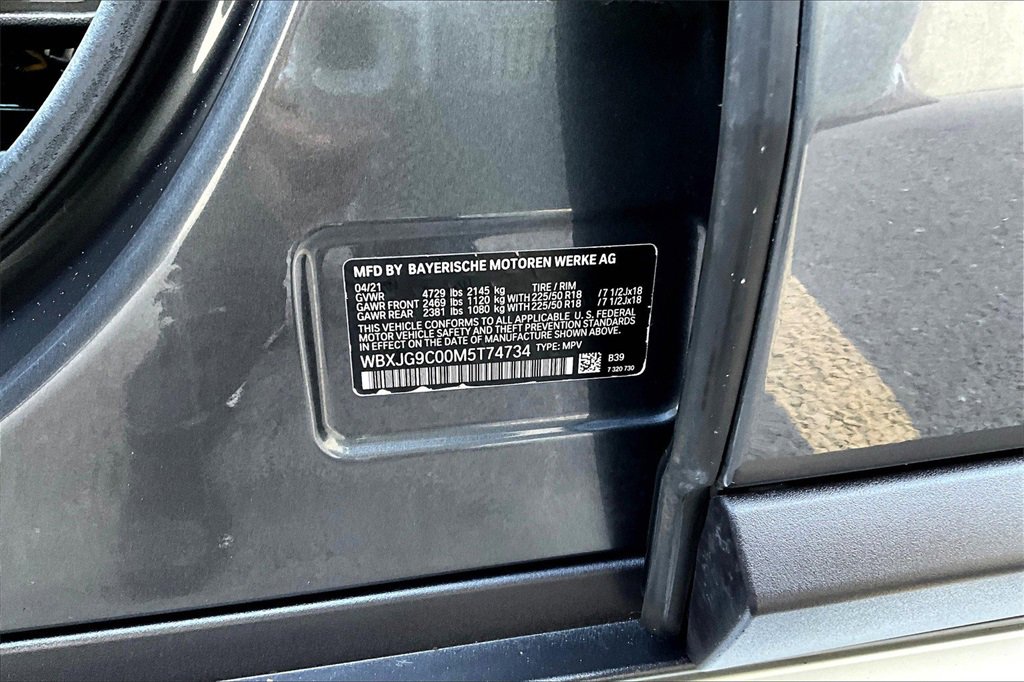 MFD BY BAYERISCHE MOTOREN WERKE AG
04/21 TIRE / RIM
GVWR 4729 lbs 2145 kg
GAWR FRONT 2469 lbs 1120 kg WITH 225/50 R18 /7 1/2Jx18
GAWR REAR 2381 lbs 1080 kg WITH 225/50 R18 /7 1/2Jx18
THIS VEHICLE CONFORMS TO ALL APPLICABLE U. S. FEDERAL
MOTOR VEHICLE SAFETY AND THEFT PREVENTION STANDARDS
IN EFFECT ON THE DATE OF MANUFACTURE SHOWN ABOVE.
WBXJG9C00M5T74734 TYPE: MPV
B39
7 320 730